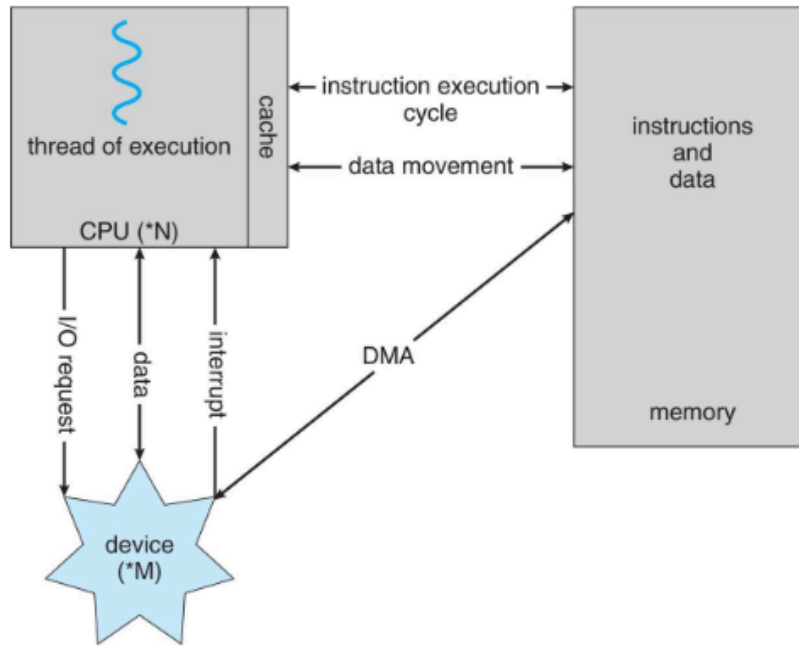 thread of execution
cache
CPU (*N)
instruction execution
cycle
data movement
instructions
and
data
I/O request
data
interrupt
DMA
memory
device
(*M)